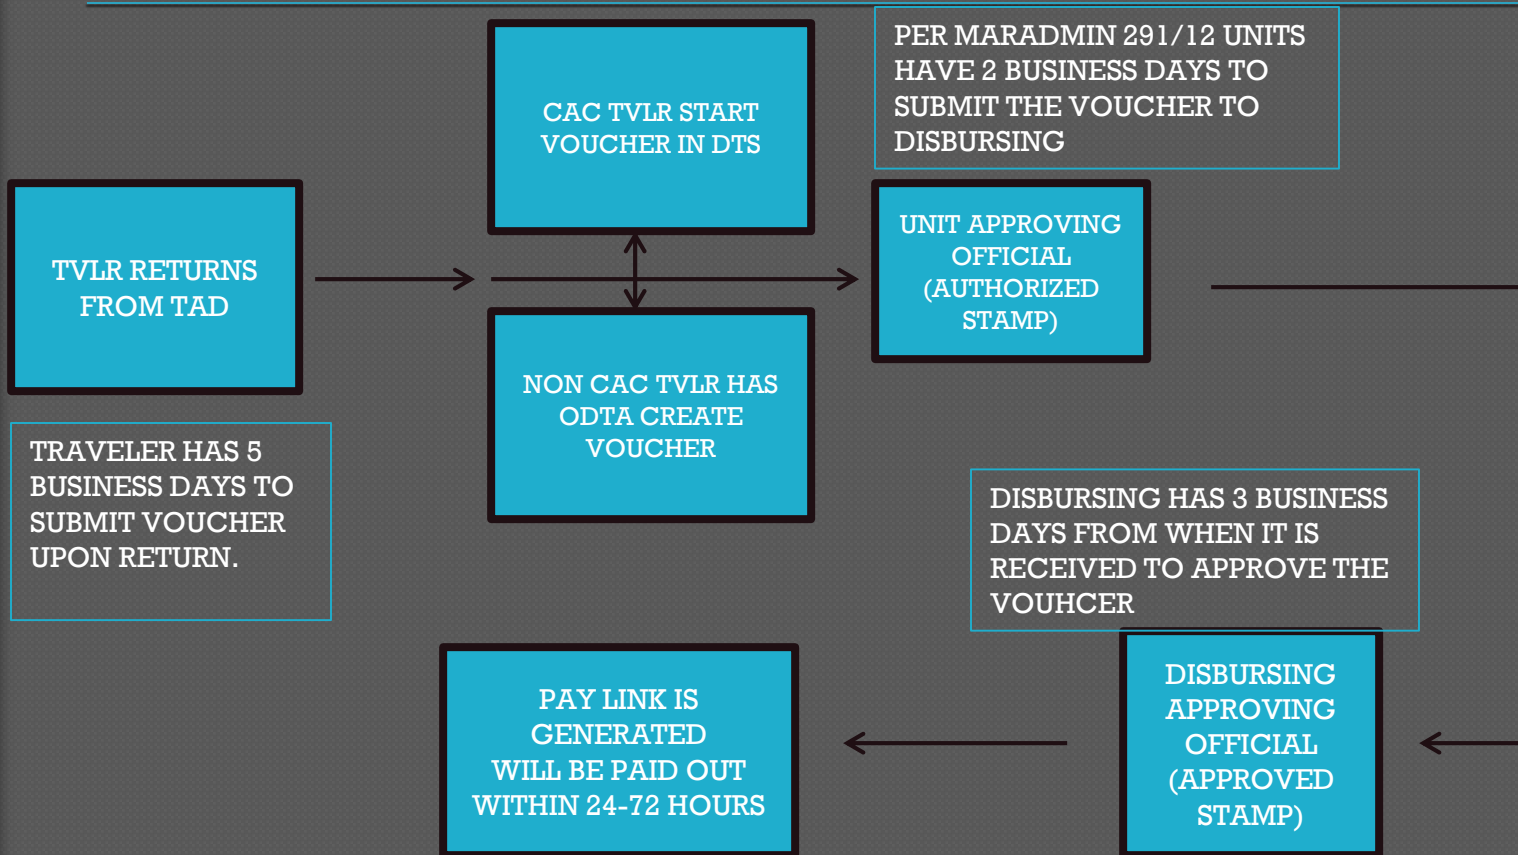 TVLR RETURNS
FROM TAD
TRAVELER HAS 5
BUSINESS DAYS TO
SUBMIT VOUCHER
UPON RETURN.
CAC TVLR START
VOUCHER IN DTS
NON CAC TVLR HAS
ODTA CREATE
VOUCHER
PER MARADMIN 291/12 UNITS
HAVE 2 BUSINESS DAYS TO
SUBMIT THE VOUCHER TO
DISBURSING
UNIT APPROVING
OFFICIAL
(AUTHORIZED
STAMP)
DISBURSING HAS 3 BUSINESS
DAYS FROM WHEN IT IS
RECEIVED TO APPROVE THE
VOUHCER
DISBURSING
APPROVING
OFFICIAL
(APPROVED
STAMP)
PAY LINK IS
GENERATED
WILL BE PAID OUT
WITHIN 24-72 HOURS